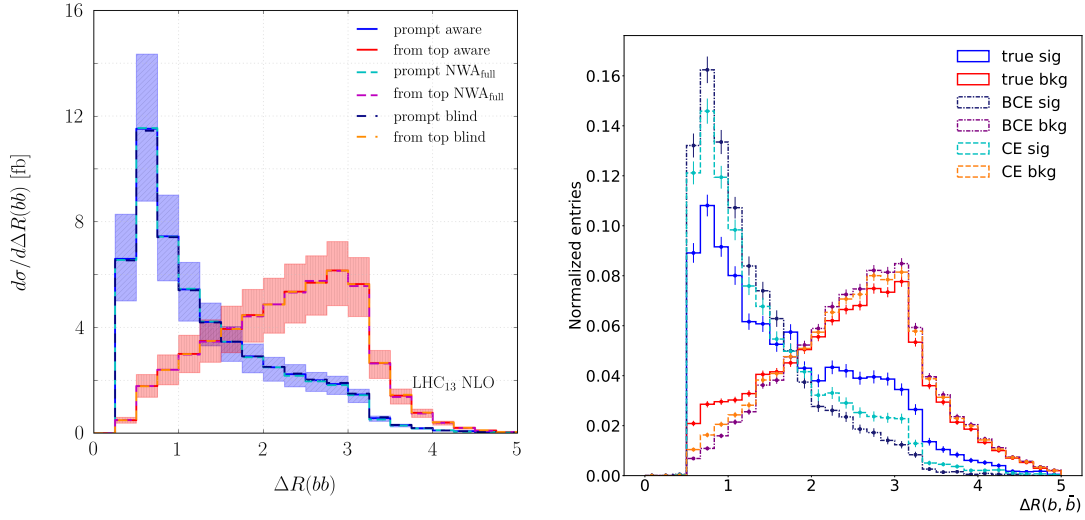 dσ/dΔR(bb) [fb]
16
12
8
4
0
0
1
2
3
4
5
ΔR(bb)
prompt aware
from top aware
prompt NWAfull
from top NWAfull
prompt blind
from top blind
LHC13 NLO
Normalized entries
0.16
0.14
0.12
0.10
0.08
0.06
0.04
0.02
0.00
0
1
2
3
4
5
ΔR(b, b̄)
true sig
true bkg
BCE sig
BCE bkg
CE sig
CE bkg